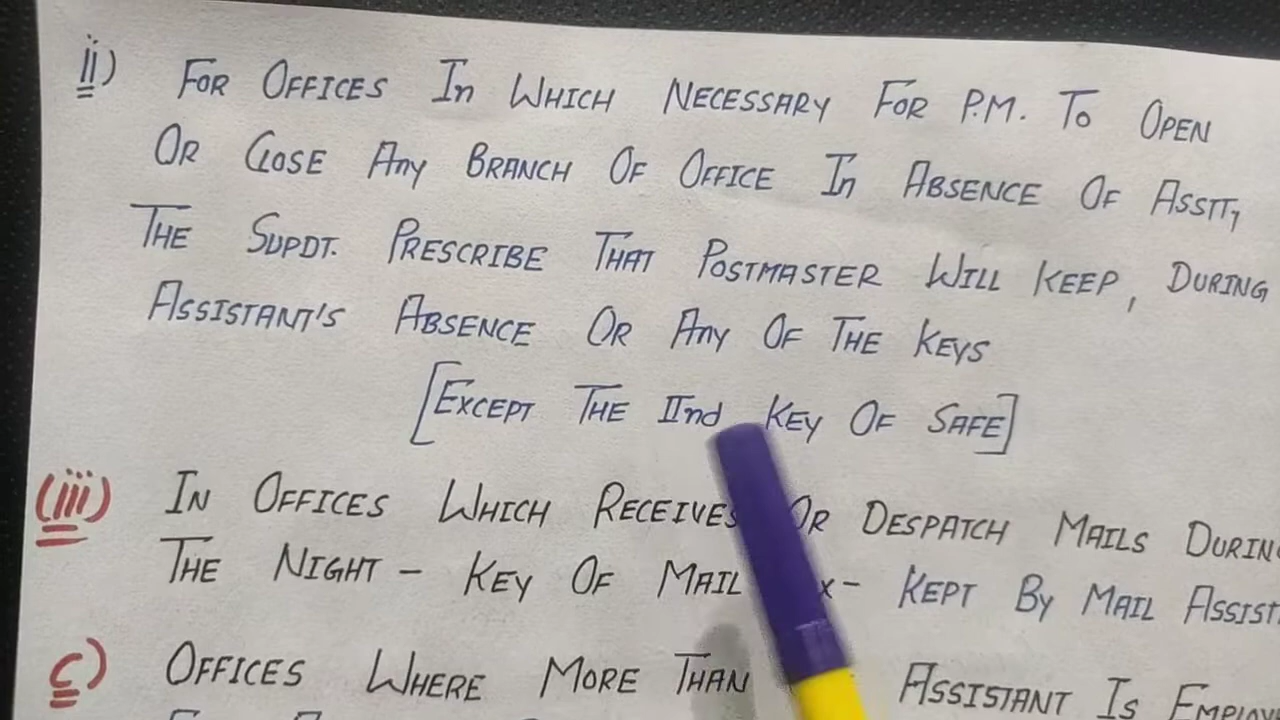 ii) For Offices In Which Necessary For P.M. To Open
Or Close Any Branch Of Office In Absence Of Asstt,
The Supdt. Prescribe That Postmaster Will Keep, During
Assistant's Absence Or Any Of The Keys
[Except The IInd Key Of Safe]
(iii) In Offices Which Receives Or Despatch Mails During
The Night - Key Of Mail x - Kept By Mail Assist
c) Offices Where More Than Assistant Is Employ